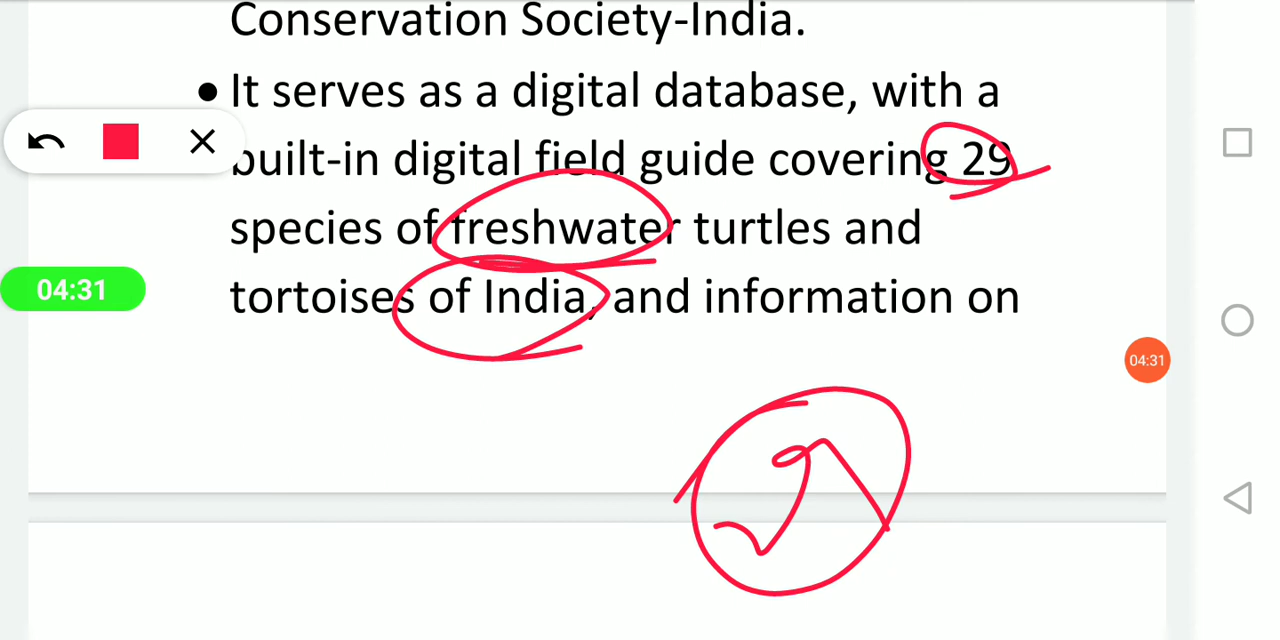 Conservation Society-India.
● It serves as a digital database, with a
built-in digital field guide covering 29
species of freshwater turtles and
04:31
tortoises of India, and information on
04:31